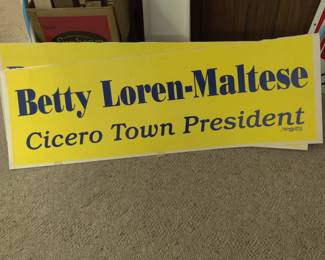 Betty Loren-Maltese
Cicero Town President